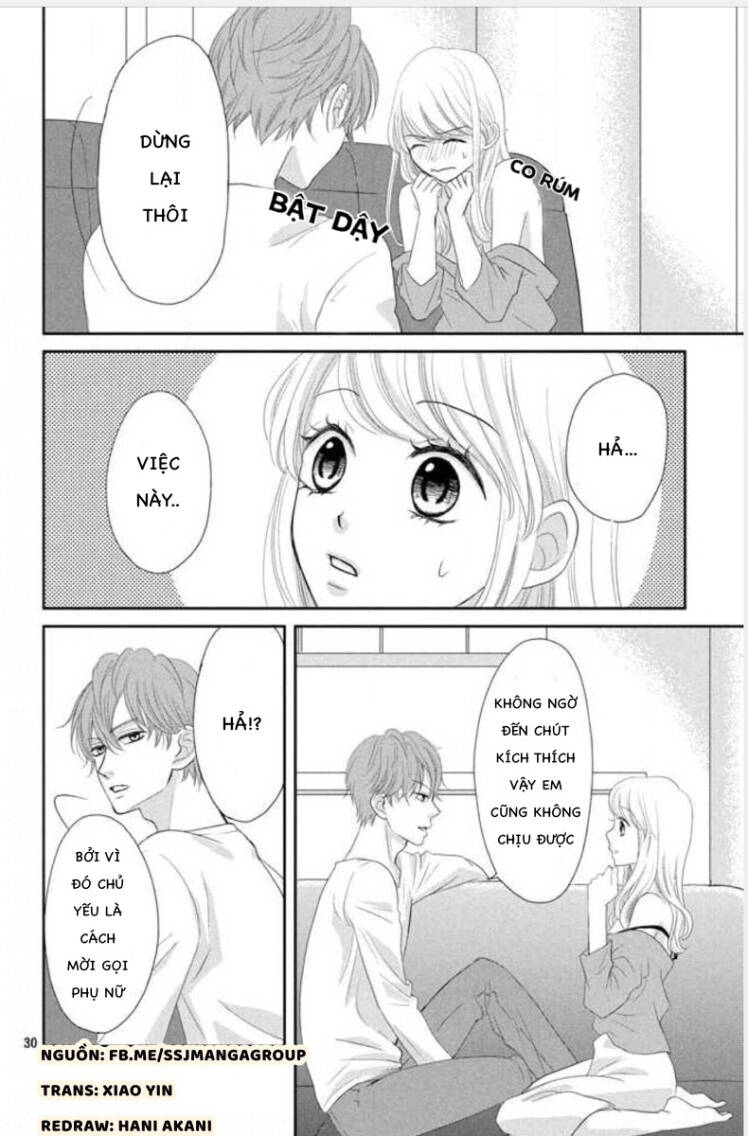 DỪNG
LẠI
THÔI
BẬT DẬY
CO RÚM
VIỆC
NÀY..
HẢ...
HẢ!?
BỞI VÌ
ĐÓ CHỦ
YẾU LÀ
CÁCH
MỜI GỌI
PHỤ NỮ
KHÔNG NGỜ
ĐẾN CHÚT
KÍCH THÍCH
VẬY EM
CŨNG KHÔNG
CHỊU ĐƯỢC
30
NGUỒN: FB.ME/SSJMANGAGROUP
TRANS: XIAO YIN
REDRAW: HANI AKANI